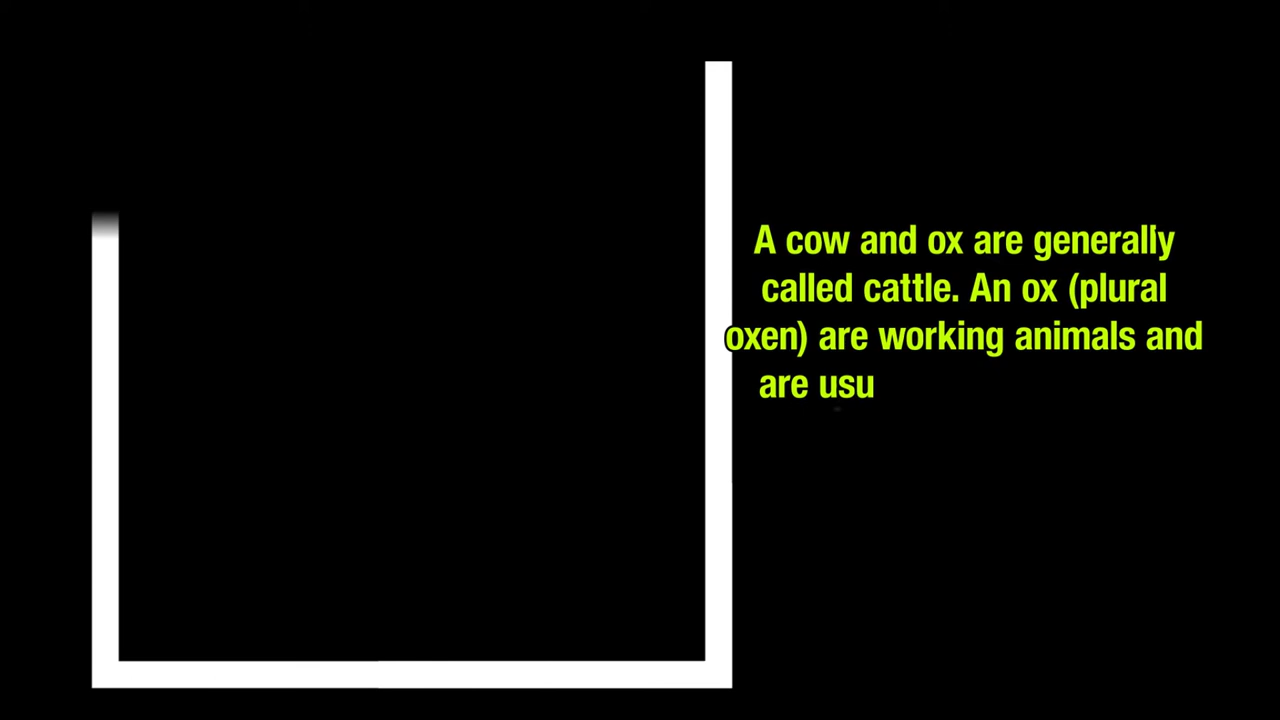 A cow and ox are generally
called cattle. An ox (plural
oxen) are working animals and
are usu